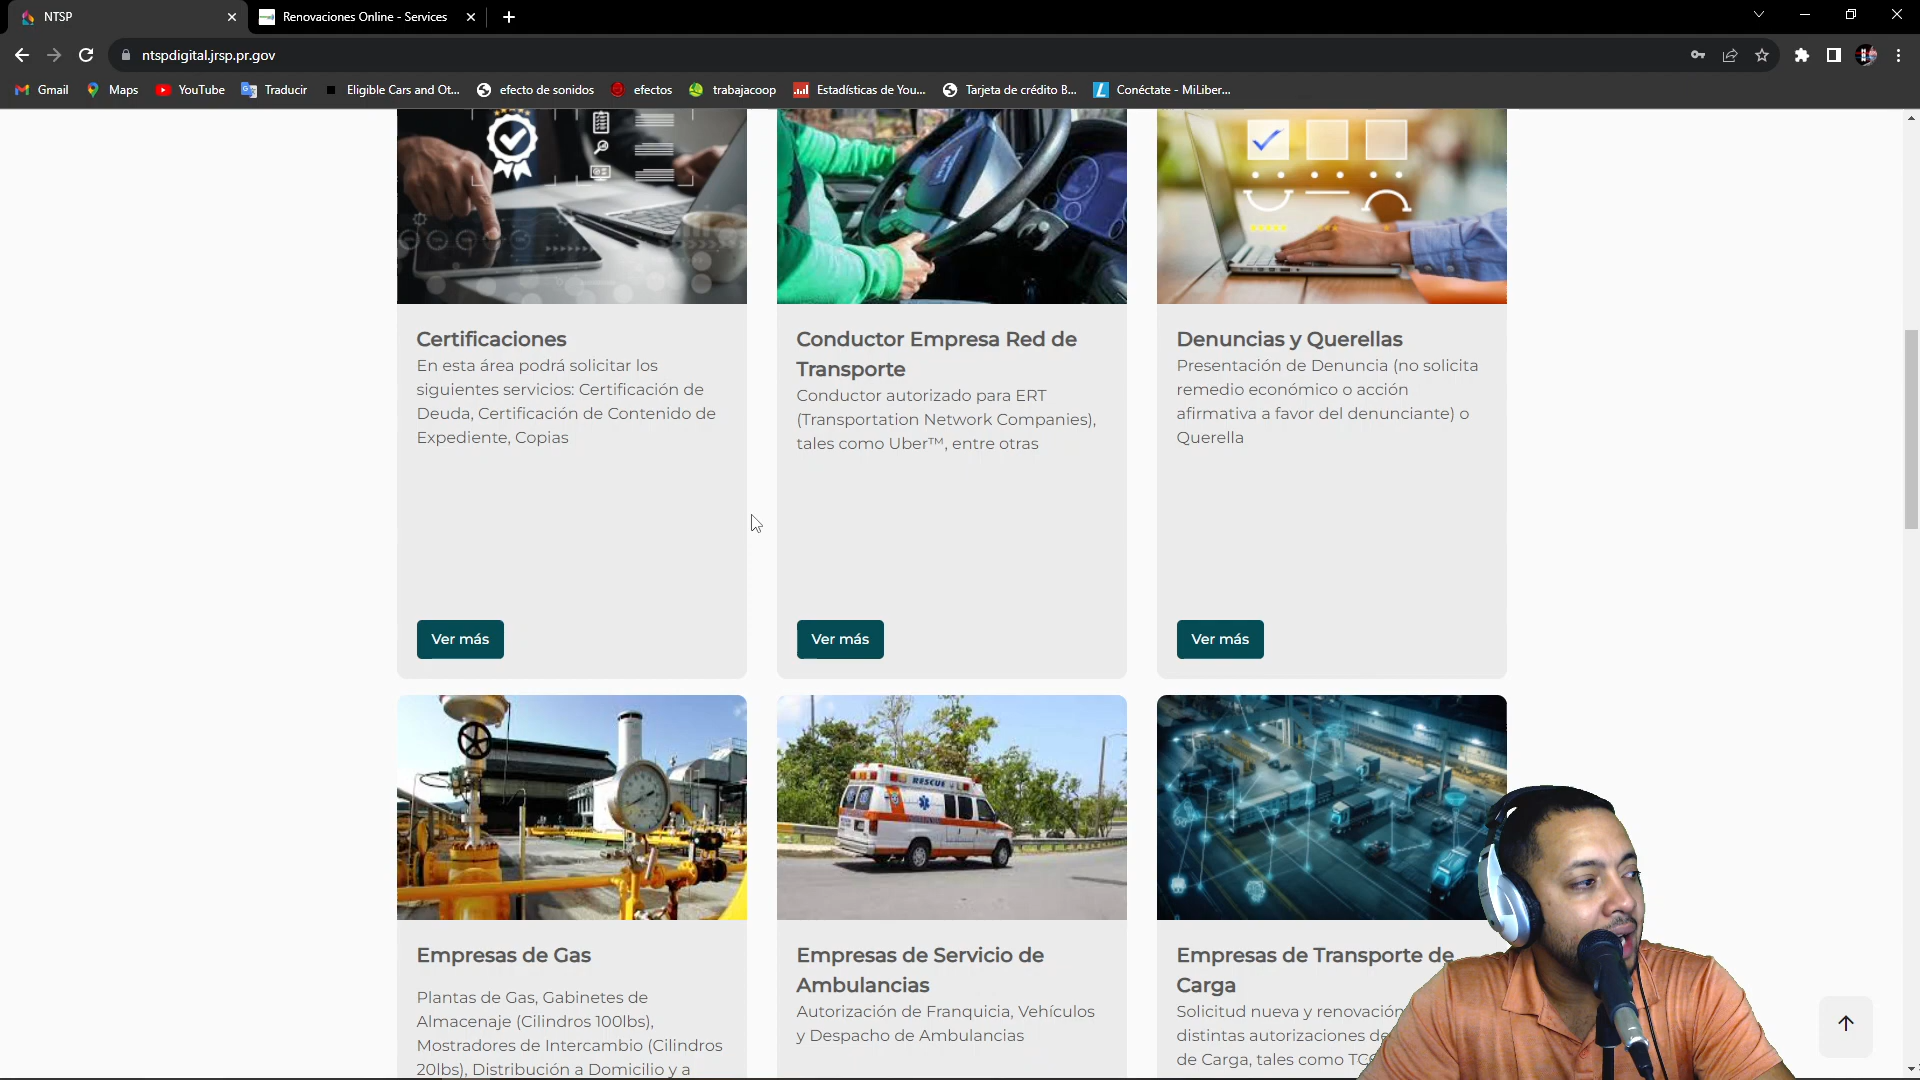 NTSP
Renovaciones Online - Services
ntspdigital.jrsp.pr.gov
Gmail
Maps
YouTube
Traducir
Eligible Cars and Ot...
efecto de sonidos
efectos
trabajacoop
Estadísticas de You...
Tarjeta de crédito B...
Conéctate - MiLiber...
Certificaciones
En esta área podrá solicitar los
siguientes servicios: Certificación de
Deuda, Certificación de Contenido de
Expediente, Copias
Ver más
Conductor Empresa Red de
Transporte
Conductor autorizado para ERT
(Transportation Network Companies),
tales como Uber™, entre otras
Ver más
Denuncias y Querellas
Presentación de Denuncia (no solicita
remedio económico o acción
afirmativa a favor del denunciante) o
Querella
Ver más
Empresas de Gas
Plantas de Gas, Gabinetes de
Almacenaje (Cilindros 100lbs),
Mostradores de Intercambio (Cilindros
20lbs), Distribución a Domicilio y a
RESCUE
Empresas de Servicio de
Ambulancias
Autorización de Franquicia, Vehículos
y Despacho de Ambulancias
Empresas de Transporte de
Carga
Solicitud nueva y renovación
distintas autorizaciones de
de Carga, tales como